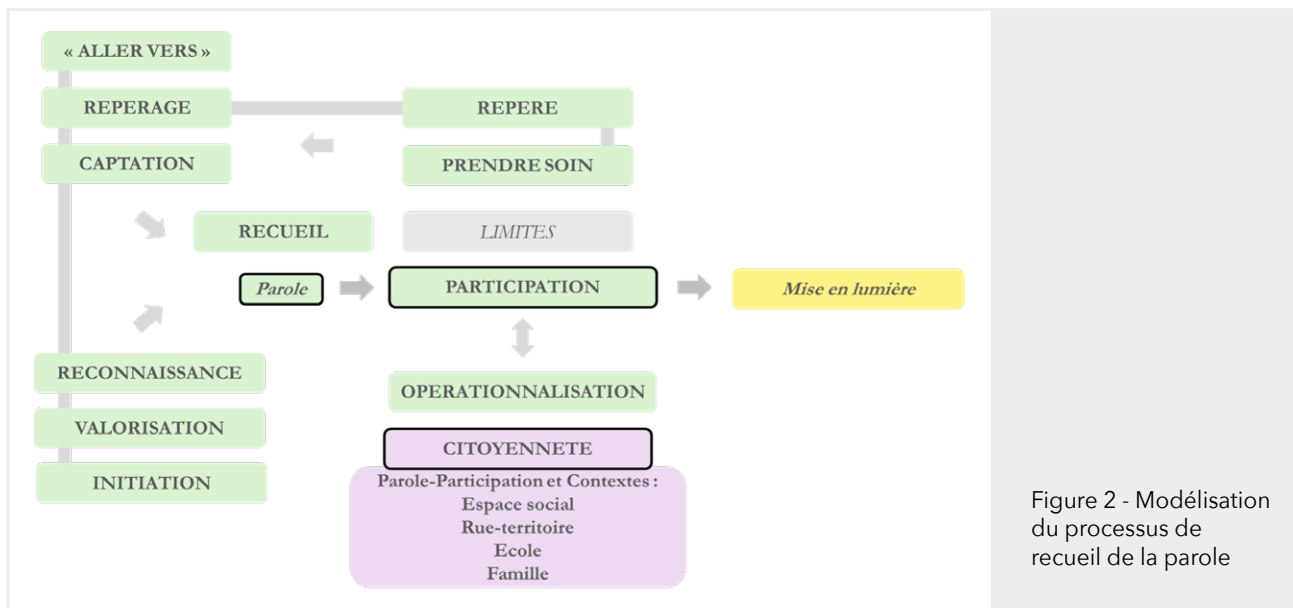 « ALLER VERS »
REPERAGE
REPERE
CAPTATION
PRENDRE SOIN
RECUEIL
LIMITES
Parole
PARTICIPATION
Mise en lumière
RECONNAISSANCE
OPERATIONNALISATION
VALORISATION
CITOYENNETE
INITIATION
Parole-Participation et Contextes :
Espace social
Rue-territoire
Ecole
Famille
Figure 2 - Modélisation
du processus de
recueil de la parole